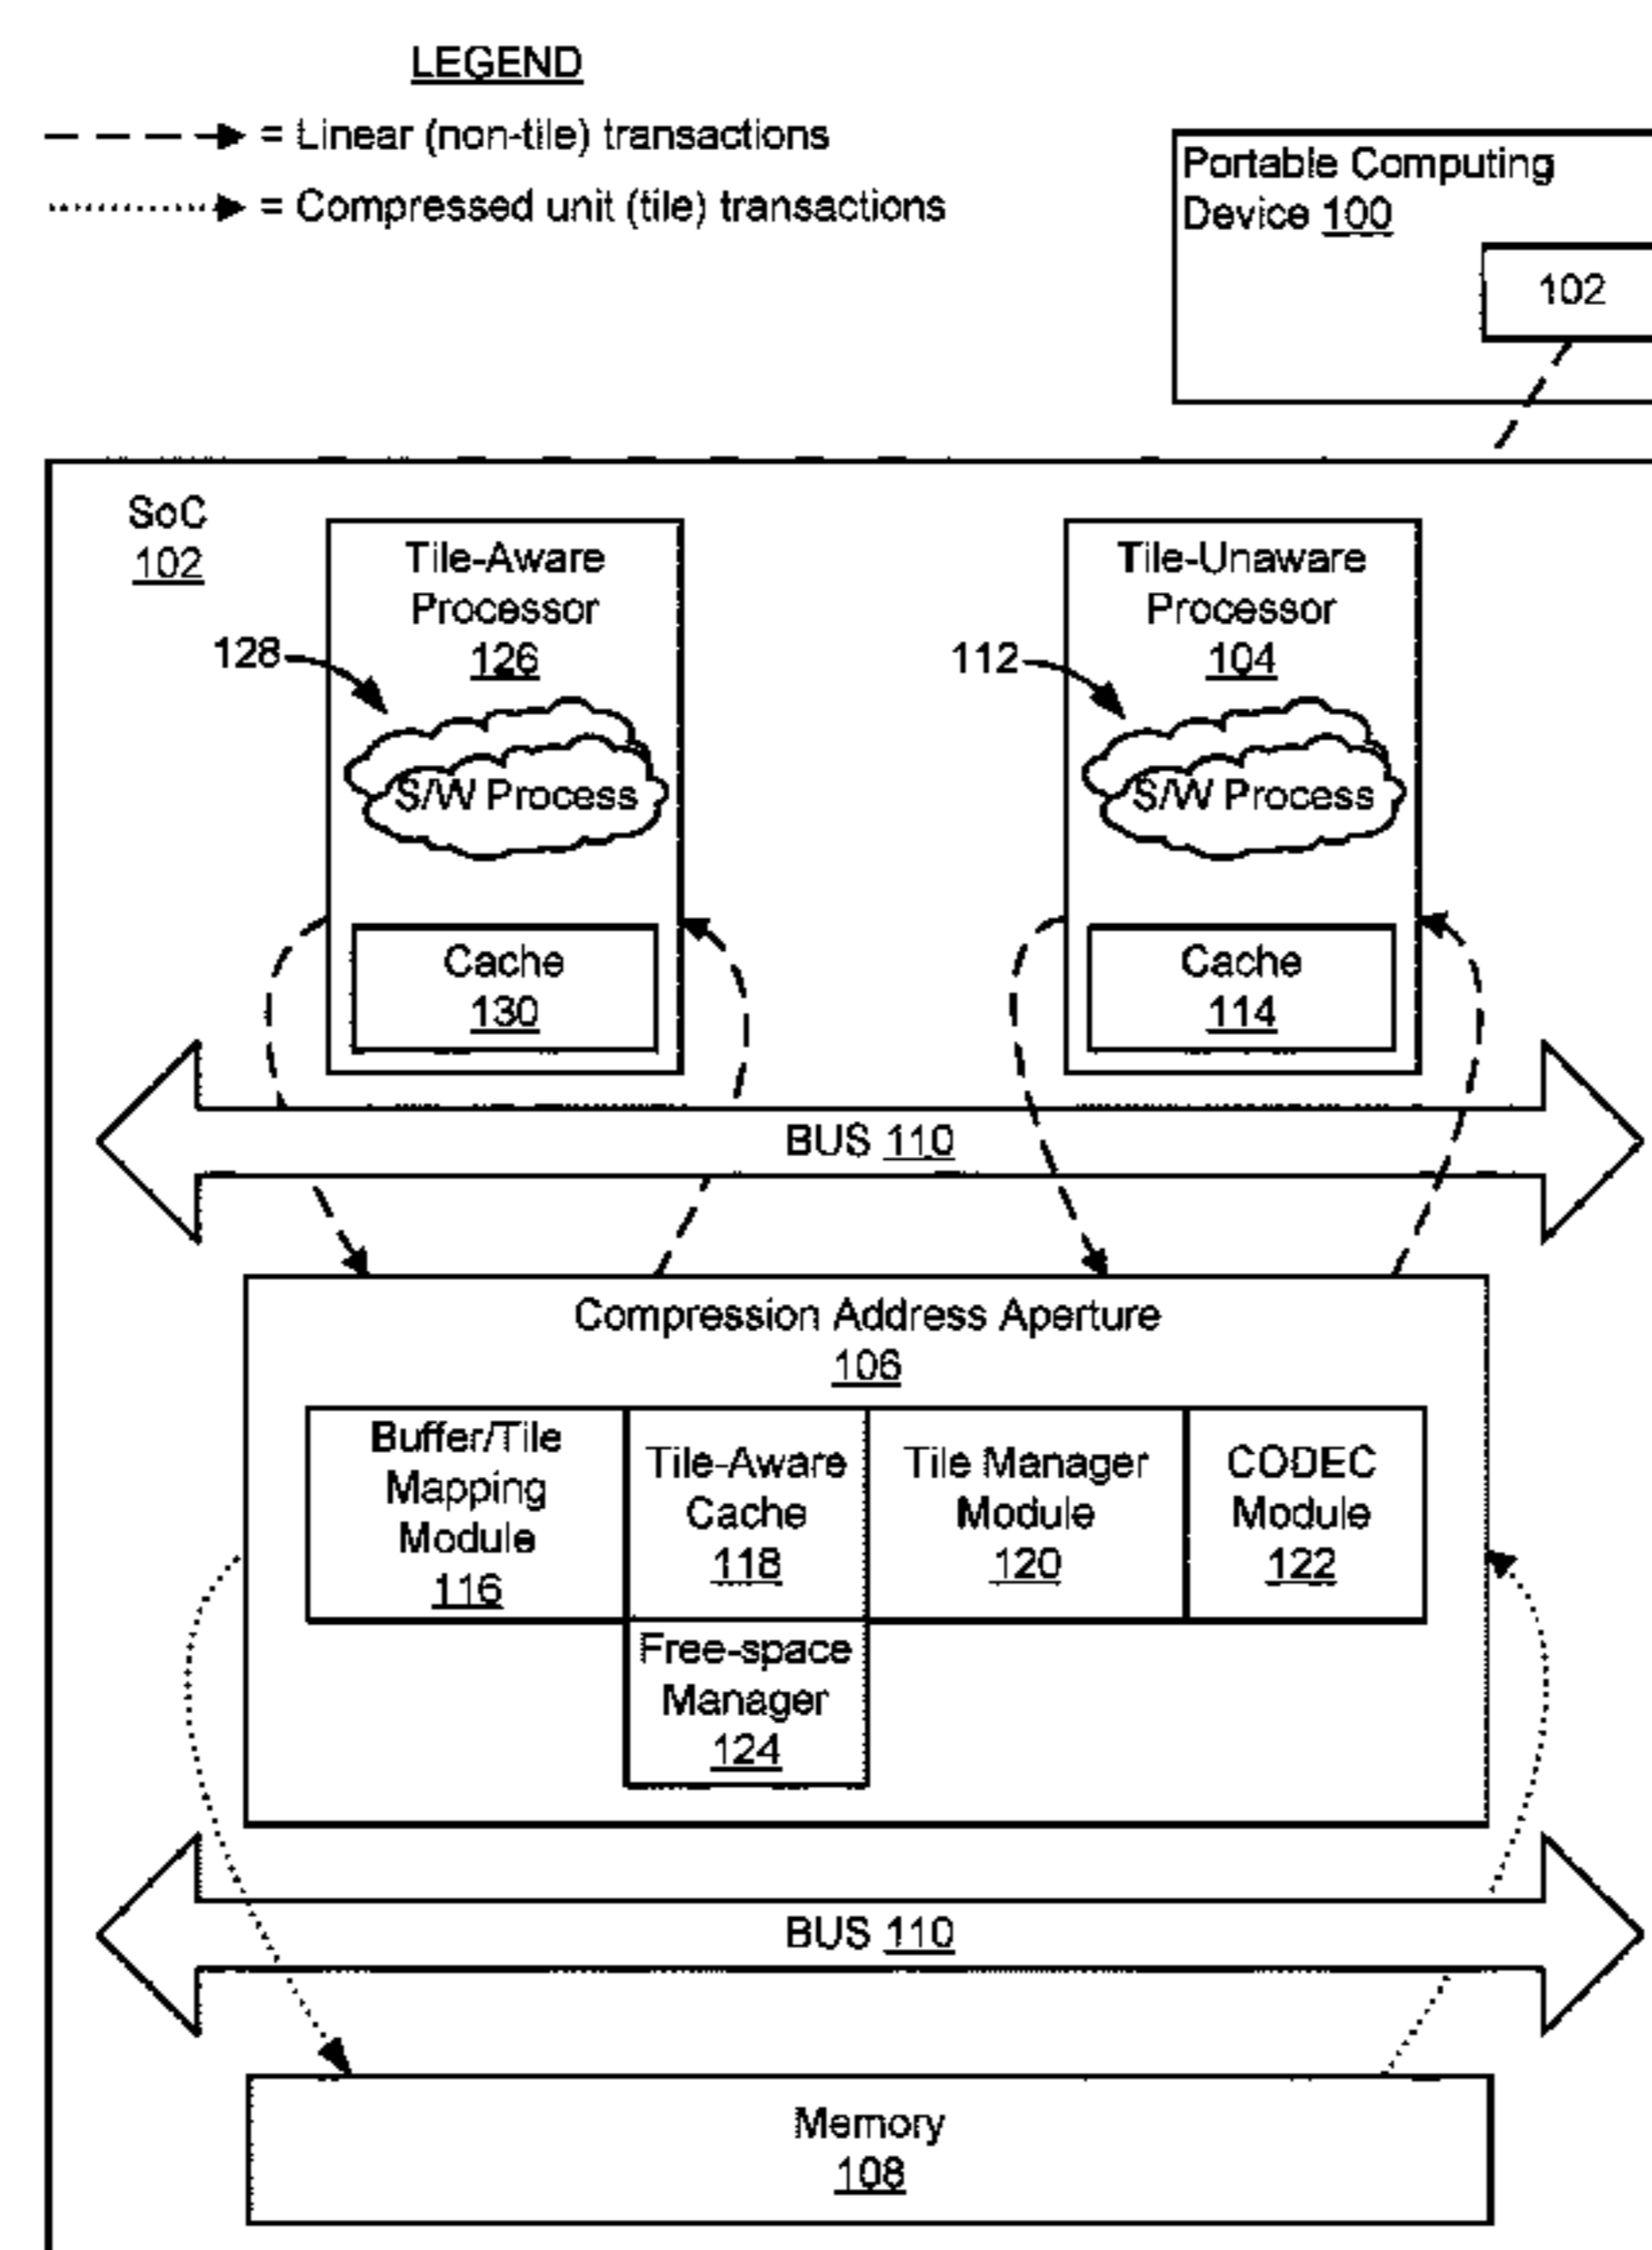 LEGEND
= Linear (non-tile) transactions
= Compressed unit (tile) transactions
Portable Computing
Device 100
102
SoC
102
Tile-Aware
Processor
126
128
S/W Process
Cache
130
Tile-Unaware
Processor
104
112
S/W Process
Cache
114
BUS 110
Compression Address Aperture
106
Buffer/Tile
Mapping
Module
116
Tile-Aware
Cache
118
Tile Manager
Module
120
CODEC
Module
122
Free-space
Manager
124
BUS 110
Memory
108